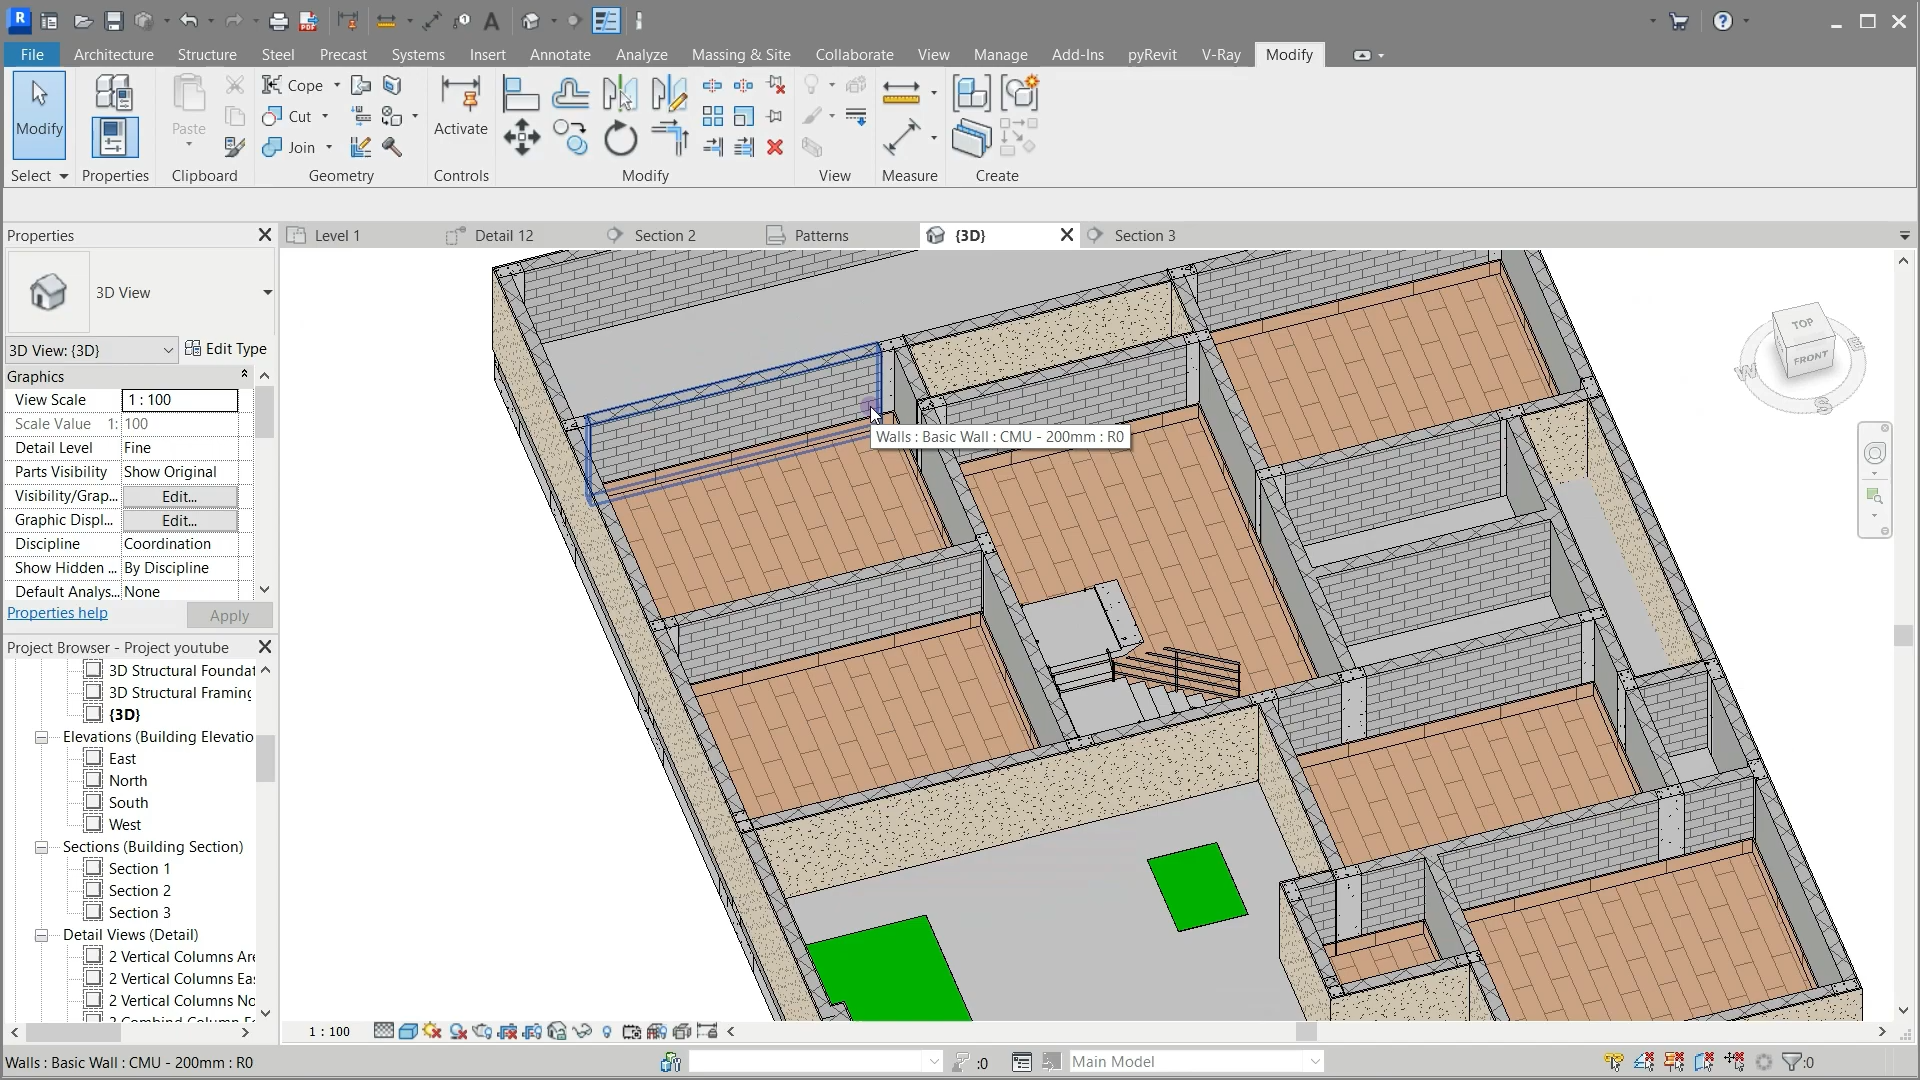 R
PDF
A
File
Architecture
Structure
Steel
Precast
Systems
Insert
Annotate
Analyze
Massing & Site
Collaborate
View
Manage
Add-Ins
pyRevit
V-Ray
Modify
Modify
Paste
Cope
Cut
Join
Activate
Select
Properties
Clipboard
Geometry
Controls
Modify
View
Measure
Create
Properties
Level 1
Detail 12
Section 2
Patterns
{3D}
Section 3
3D View
3D View: {3D}
Edit Type
Graphics
View Scale 1 : 100
Scale Value 1: 100
Detail Level Fine
Parts Visibility Show Original
Visibility/Grap... Edit...
Graphic Displ... Edit...
Discipline Coordination
Show Hidden ... By Discipline
Default Analys... None
Properties help
Apply
Project Browser - Project youtube
3D Structural Foundat
3D Structural Framing
{3D}
Elevations (Building Elevatio
East
North
South
West
Sections (Building Section)
Section 1
Section 2
Section 3
Detail Views (Detail)
2 Vertical Columns Are
2 Vertical Columns Eas
2 Vertical Columns No
Walls : Basic Wall : CMU - 200mm : R0
TOP
FRONT
W
E
S
1 : 100
Walls : Basic Wall : CMU - 200mm : R0
:0
Main Model
:0